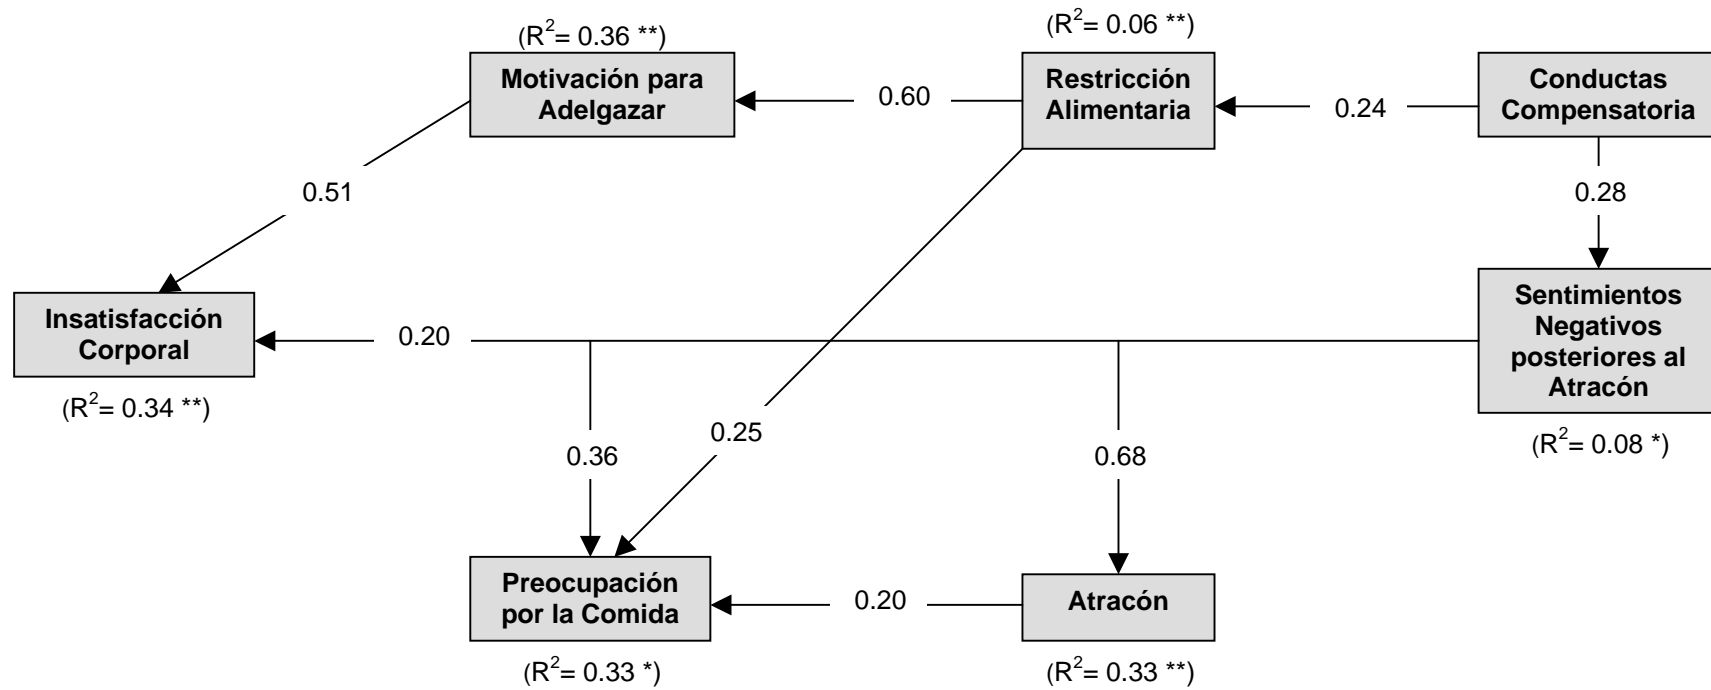 (R²= 0.36 **)
(R²= 0.06 **)
Motivación para
Adelgazar
0.60
Restricción
Alimentaria
0.24
Conductas
Compensatoria
0.51
0.28
Insatisfacción
Corporal
(R²= 0.34 **)
0.20
Sentimientos
Negativos
posteriores al
Atracón
(R²= 0.08 *)
0.36
0.25
0.68
Preocupación
por la Comida
(R²= 0.33 *)
0.20
Atracón
(R²= 0.33 **)